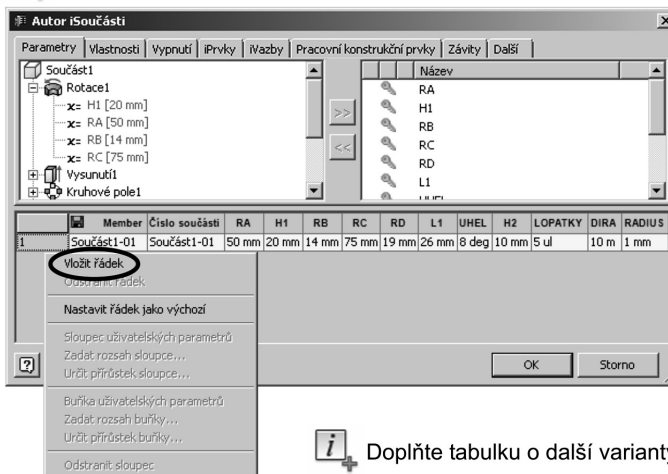 Autor iSoučásti
Parametry Vlastnosti Vypnutí iPrvky iVazby Pracovní konstrukční prvky Závity Další
Součást1
Rotace1
x= H1 [20 mm]
x= RA [50 mm]
x= RB [14 mm]
x= RC [75 mm]
Vysunutí1
Kruhové pole1
>>
<<
Název
RA
H1
RB
RC
RD
L1
UHEL
Member Číslo součásti RA H1 RB RC RD L1 UHEL H2 LOPATKY DIRA RADIUS
1 Součást1-01 Součást1-01 50 mm 20 mm 14 mm 75 mm 19 mm 26 mm 8 deg 10 mm 5 ul 10 m 1 mm
Vložit řádek
Odstranit řádek
Nastavit řádek jako výchozí
Sloupec uživatelských parametrů
Zadat rozsah sloupce...
Určit přírůstek sloupce...
Buňka uživatelských parametrů
Zadat rozsah buňky...
Určit přírůstek buňky...
Odstranit sloupec
OK Storno
Doplňte tabulku o další varianty